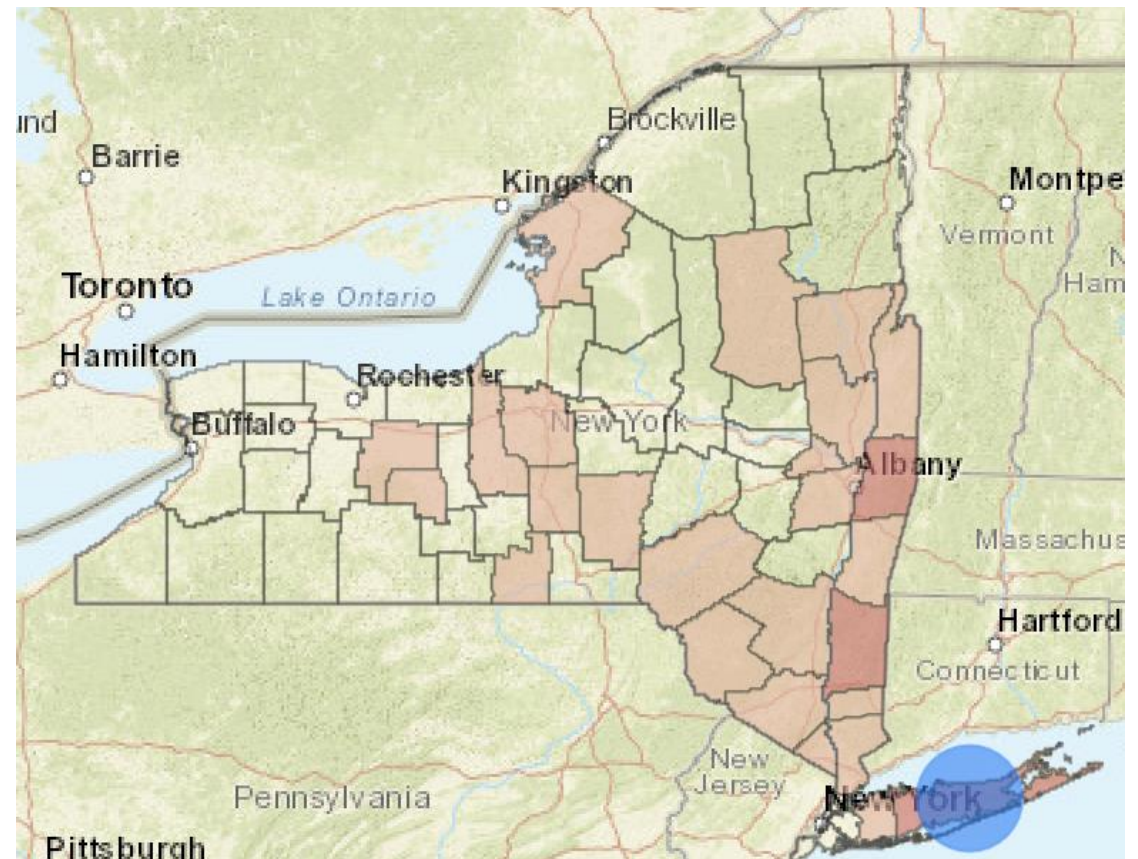 und
Barrie
Brockville
Kingston
Montpe
Vermont
N
Ham
Toronto
Lake Ontario
Hamilton
Rochester
Buffalo
New York
Albany
Massachus
Hartford
Connecticut
New
Jersey
Pennsylvania
New York
Pittsburgh